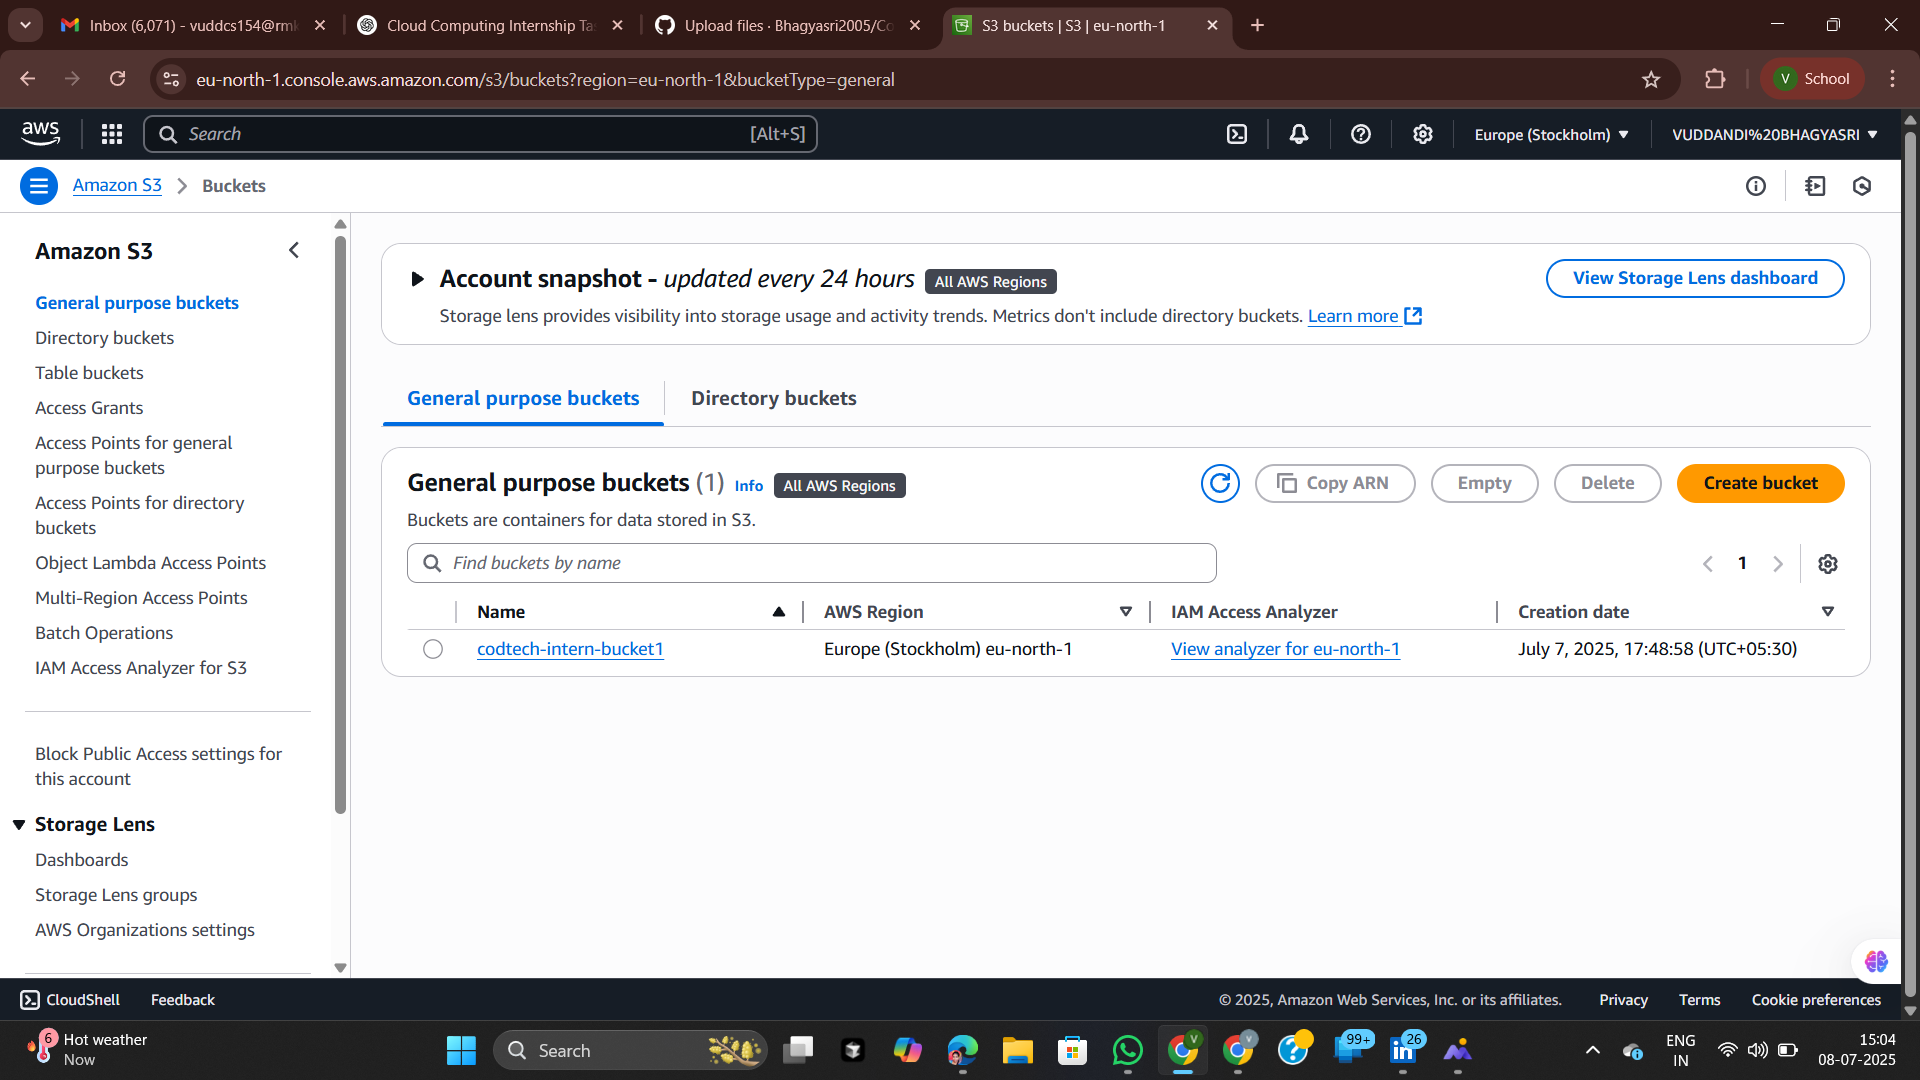 Inbox (6,071) - vuddcs154@rmk
Cloud Computing Internship Ta
Upload files · Bhagyasri2005/Co
S3 buckets | S3 | eu-north-1
eu-north-1.console.aws.amazon.com/s3/buckets?region=eu-north-1&bucketType=general
V School
aws
Search [Alt+S]
Europe (Stockholm)
VUDDANDI%20BHAGYASRI
Amazon S3
Buckets
Amazon S3
General purpose buckets
Directory buckets
Table buckets
Access Grants
Access Points for general
purpose buckets
Access Points for directory
buckets
Object Lambda Access Points
Multi-Region Access Points
Batch Operations
IAM Access Analyzer for S3
Block Public Access settings for
this account
Storage Lens
Dashboards
Storage Lens groups
AWS Organizations settings
Account snapshot - updated every 24 hours All AWS Regions
View Storage Lens dashboard
Storage lens provides visibility into storage usage and activity trends. Metrics don't include directory buckets. Learn more
General purpose buckets
Directory buckets
General purpose buckets (1) Info All AWS Regions
Copy ARN
Empty
Delete
Create bucket
Buckets are containers for data stored in S3.
Find buckets by name
1
Name AWS Region IAM Access Analyzer Creation date
codtech-intern-bucket1 Europe (Stockholm) eu-north-1 View analyzer for eu-north-1 July 7, 2025, 17:48:58 (UTC+05:30)
CloudShell
Feedback
© 2025, Amazon Web Services, Inc. or its affiliates.
Privacy
Terms
Cookie preferences
6
Hot weather
Now
Search
V
V
99+
in
26
ENG
IN
15:04
08-07-2025